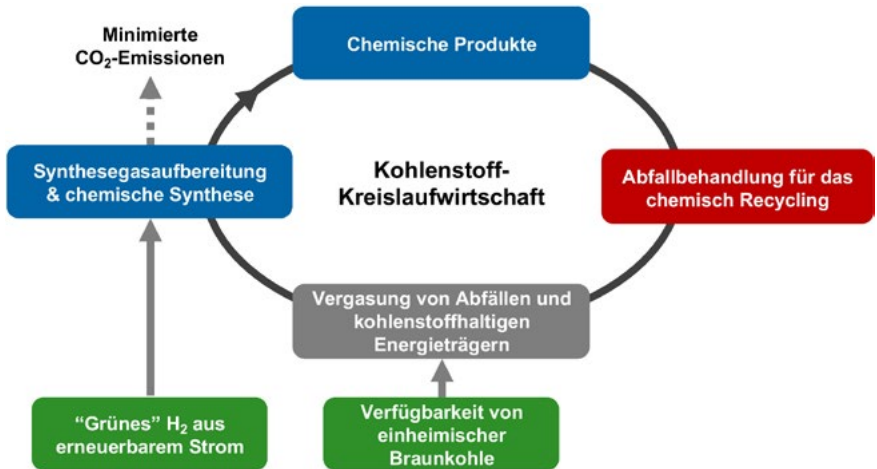 Minimierte
CO₂-Emissionen
Chemische Produkte
Synthesegasaufbereitung
& chemische Synthese
Kohlenstoff-
Kreislaufwirtschaft
Abfallbehandlung für das
chemisch Recycling
Vergasung von Abfällen und
kohlenstoffhaltigen
Energieträgern
“Grünes” H₂ aus
erneuerbarem Strom
Verfügbarkeit von
einheimischer
Braunkohle